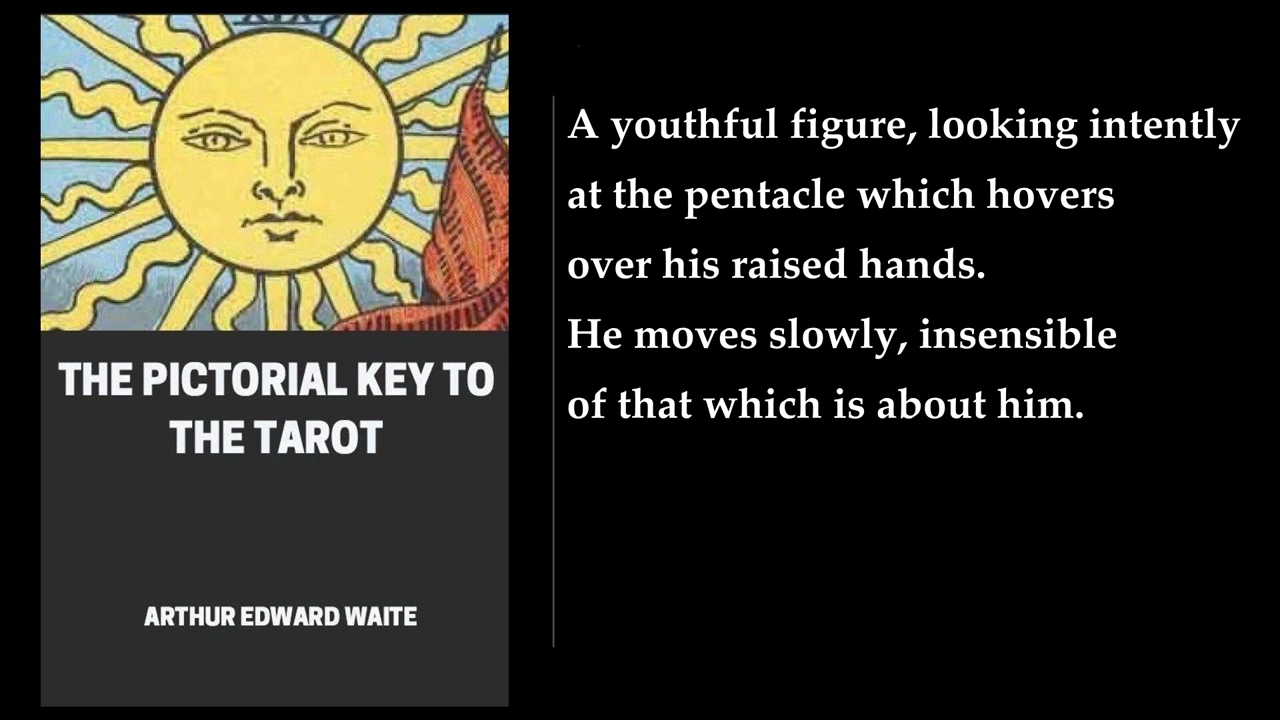 XIX
THE PICTORIAL KEY TO
THE TAROT
ARTHUR EDWARD WAITE
A youthful figure, looking intently
at the pentacle which hovers
over his raised hands.
He moves slowly, insensible
of that which is about him.